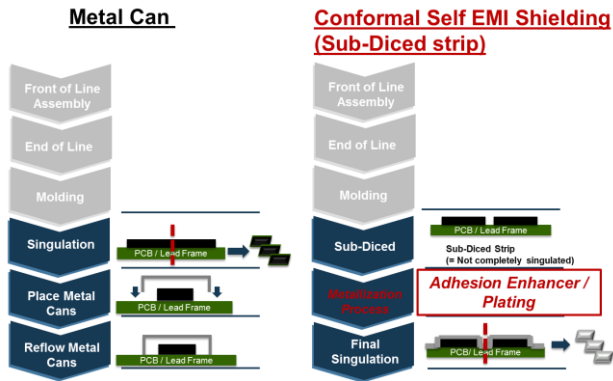 Metal Can
Front of Line
Assembly
End of Line
Molding
Singulation
PCB / Lead Frame
Place Metal
Cans
PCB / Lead Frame
Reflow Metal
Cans
PCB / Lead Frame
Conformal Self EMI Shielding
(Sub-Diced strip)
Front of Line
Assembly
End of Line
Molding
Sub-Diced
PCB / Lead Frame
Sub-Diced Strip
(= Not completely singulated)
Metallization
Process
Adhesion Enhancer /
Plating
Final
Singulation
PCB/ Lead Frame